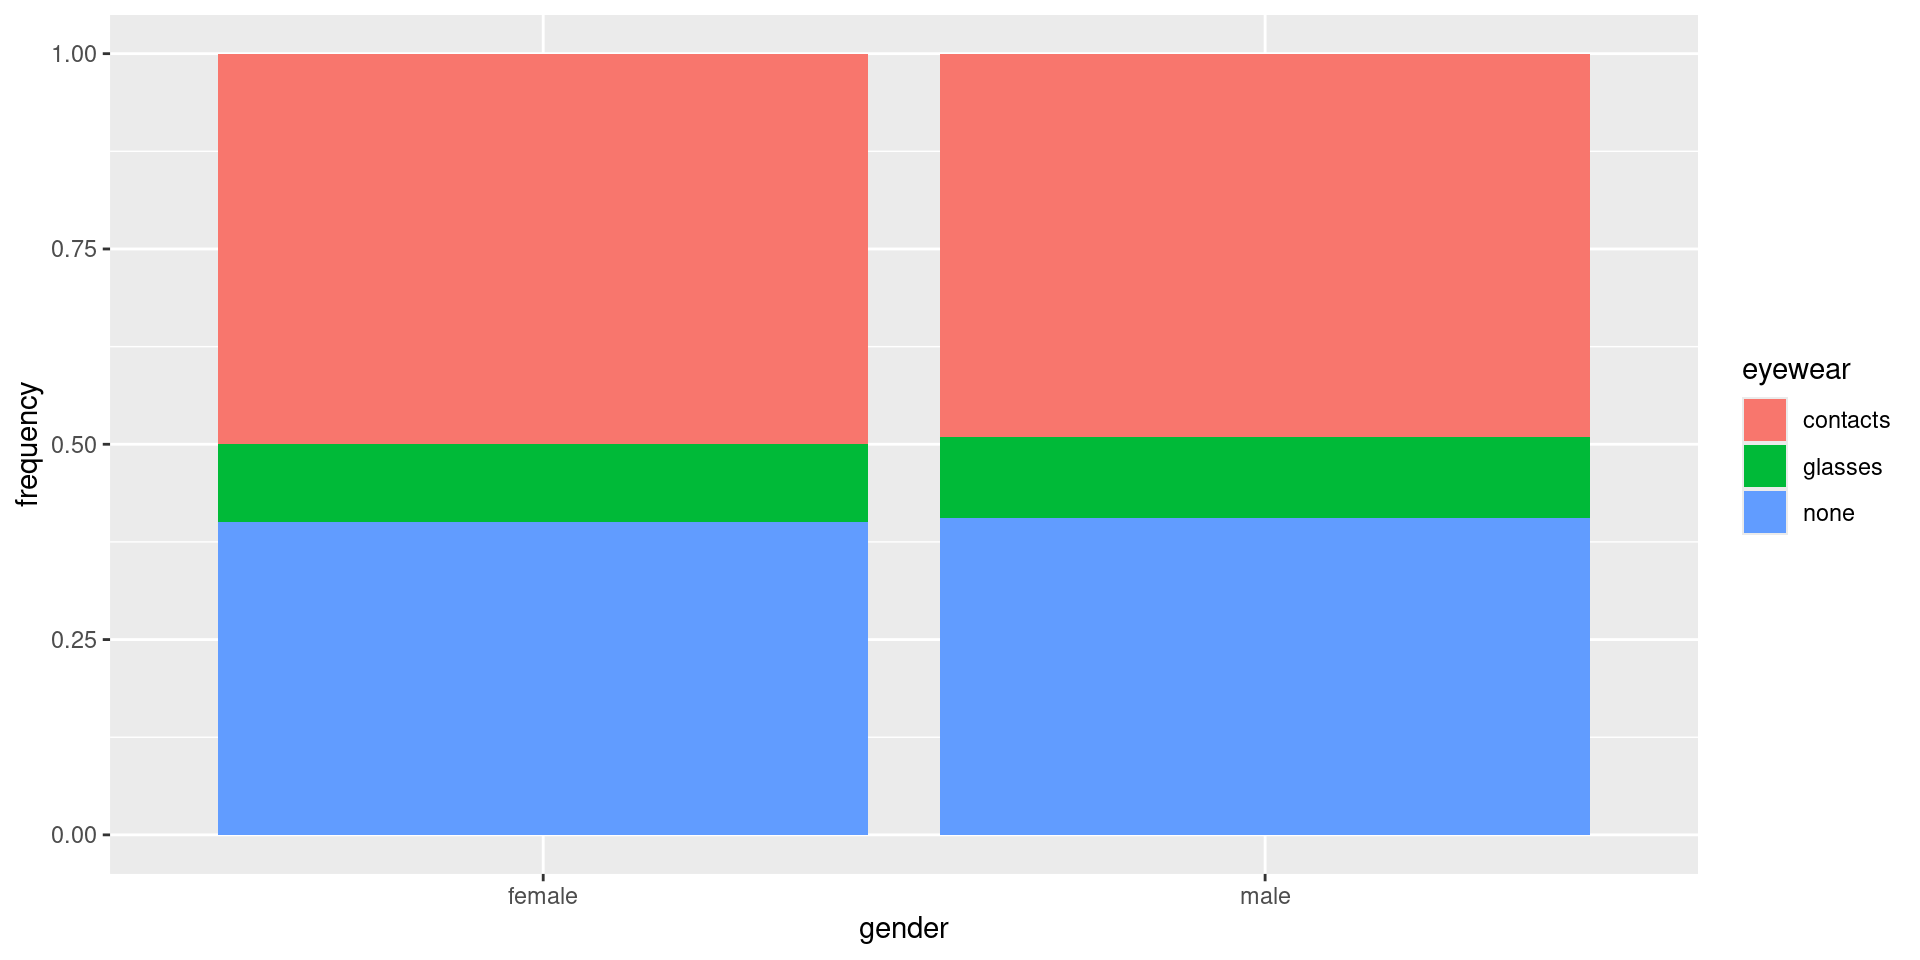 1.00
0.75
0.50
0.25
0.00
frequency
female
male
gender
eyewear
contacts
glasses
none